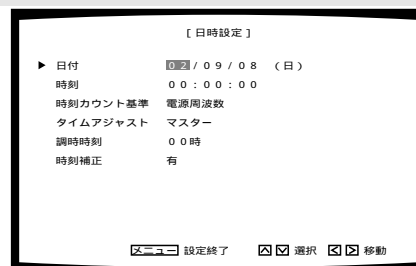 [日時設定]
▶ 日付 02/09/08 (日)
時刻 00:00:00
時刻カウント基準 電源周波数
タイムアジャスト マスター
調時時刻 00時
時刻補正 有
メニュー 設定終了 選択 移動